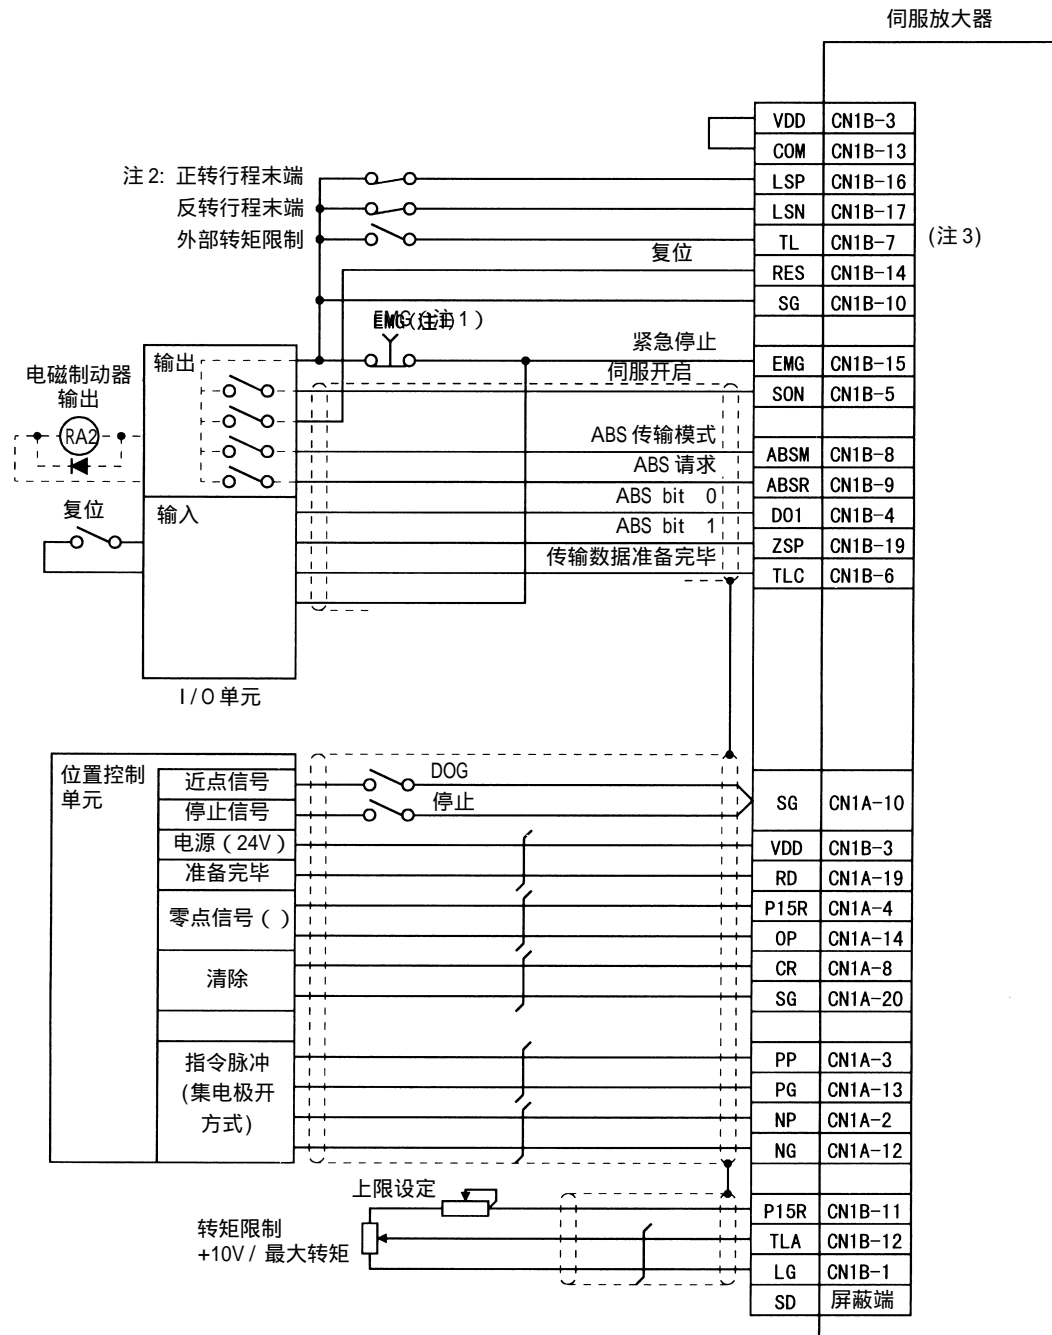 伺服放大器
VDD CN1B-3
COM CN1B-13
注2: 正转行程末端 LSP CN1B-16
反转行程末端 LSN CN1B-17
外部转矩限制 TL CN1B-7 (注3)
复位
RES CN1B-14
SG CN1B-10
EMG(注1)
紧急停止
输出 EMG CN1B-15
电磁制动器
输出
伺服开启
SON CN1B-5
RA2
ABS 传输模式
ABSM CN1B-8
ABS 请求
ABSR CN1B-9
复位 输入
ABS bit 0
DO1 CN1B-4
ABS bit 1
ZSP CN1B-19
传输数据准备完毕
TLC CN1B-6
I/O单元
位置控制
单元
近点信号 DOG
停止信号 停止
SG CN1A-10
电源(24V) VDD CN1B-3
准备完毕 RD CN1A-19
零点信号( )
P15R CN1A-4
OP CN1A-14
清除
CR CN1A-8
SG CN1A-20
指令脉冲
(集电极开
方式)
PP CN1A-3
PG CN1A-13
NP CN1A-2
NG CN1A-12
上限设定
P15R CN1B-11
转矩限制
+10V/ 最大转矩
TLA CN1B-12
LG CN1B-1
SD 屏蔽端